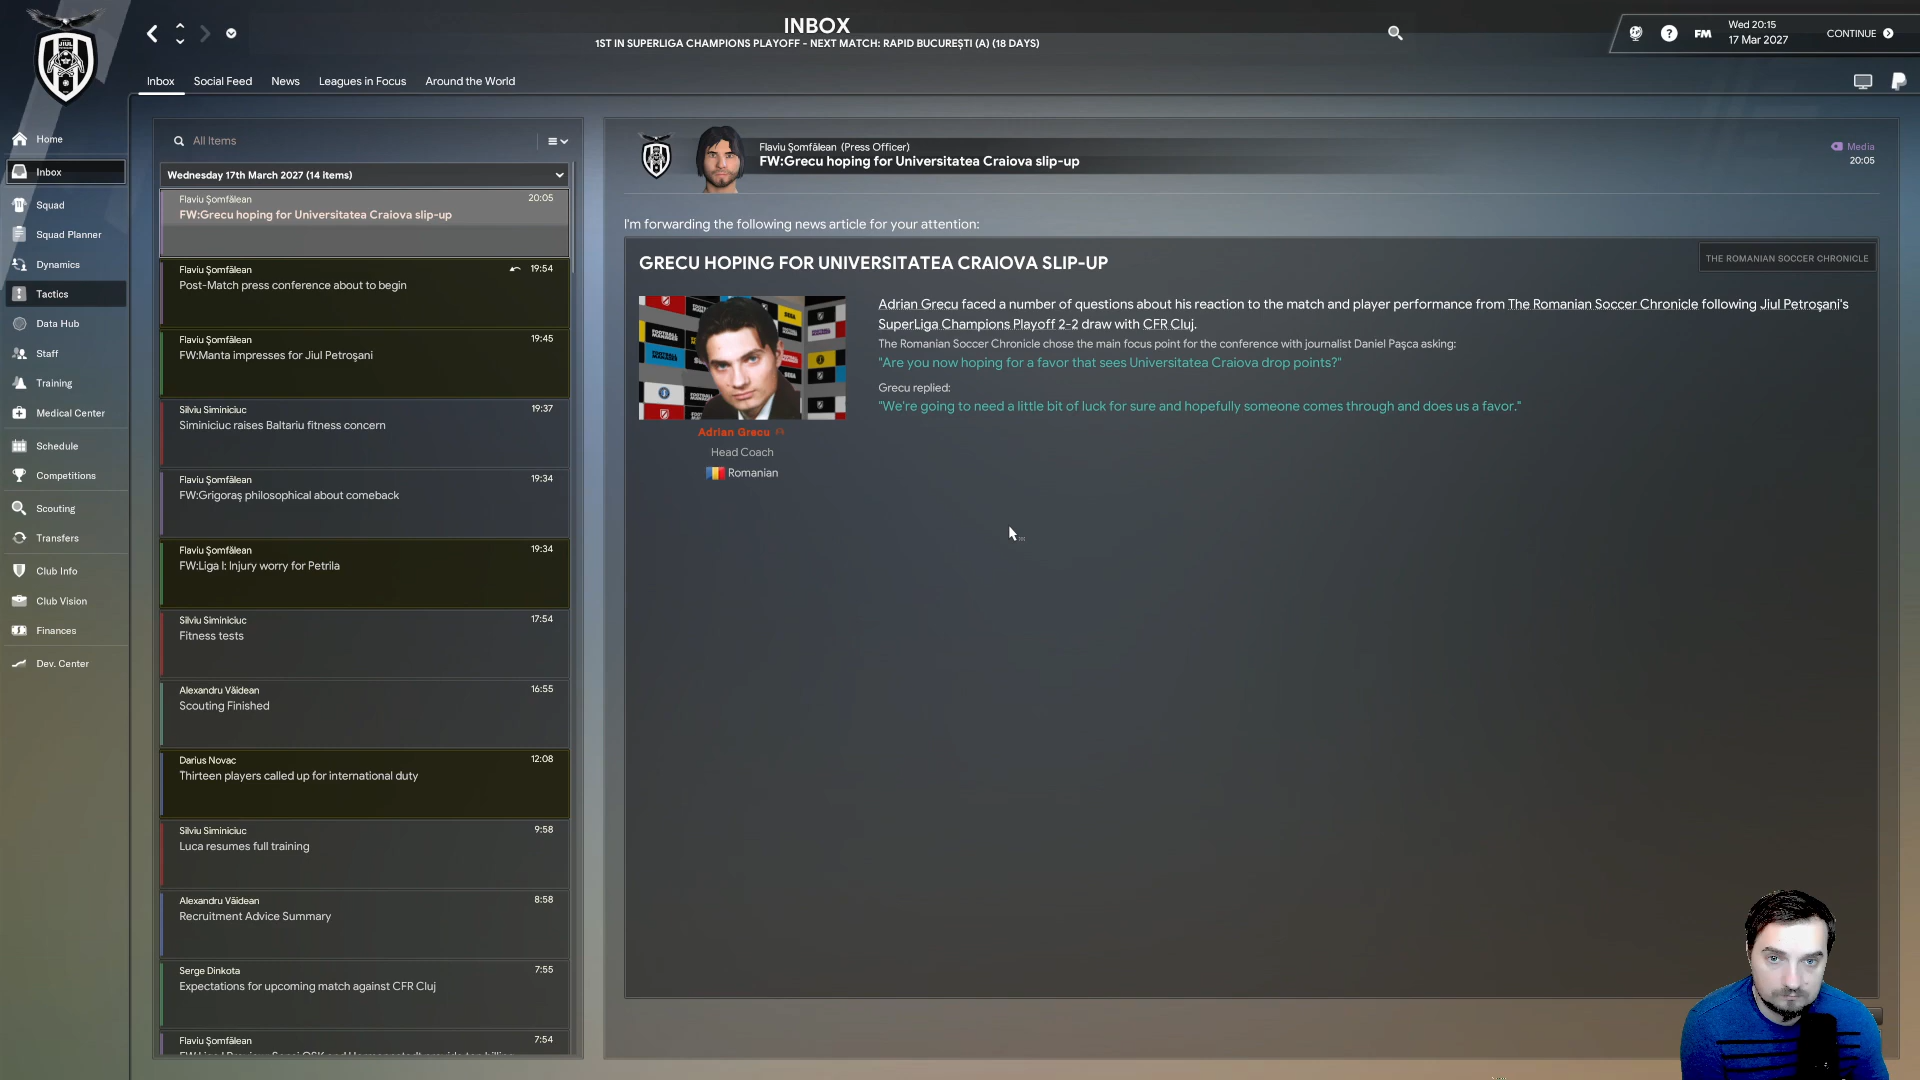 INBOX
1ST IN SUPERLIGA CHAMPIONS PLAYOFF - NEXT MATCH: RAPID BUCUREȘTI (A) (18 DAYS)
FM
Wed 20:15
17 Mar 2027
CONTINUE
JIUL
Inbox
Social Feed
News
Leagues in Focus
Around the World
Home
Inbox
Squad
Squad Planner
Dynamics
Tactics
Data Hub
Staff
Training
Medical Center
Schedule
Competitions
Scouting
Transfers
Club Info
Club Vision
Finances
Dev. Center
All Items
Wednesday 17th March 2027 (14 items)
Flaviu Șomfălean 20:05
FW:Grecu hoping for Universitatea Craiova slip-up
Flaviu Șomfălean 19:54
Post-Match press conference about to begin
Flaviu Șomfălean 19:45
FW:Manta impresses for Jiul Petroșani
Silviu Siminiciuc 19:37
Siminiciuc raises Baltariu fitness concern
Flaviu Șomfălean 19:34
FW:Grigoraș philosophical about comeback
Flaviu Șomfălean 19:34
FW:Liga I: Injury worry for Petrila
Silviu Siminiciuc 17:54
Fitness tests
Alexandru Văidean 16:55
Scouting Finished
Darius Novac 12:08
Thirteen players called up for international duty
Silviu Siminiciuc 9:58
Luca resumes full training
Alexandru Văidean 8:58
Recruitment Advice Summary
Serge Dinkota 7:55
Expectations for upcoming match against CFR Cluj
Flaviu Șomfălean 7:54
Flaviu Șomfălean (Press Officer)
FW:Grecu hoping for Universitatea Craiova slip-up
Media
20:05
I'm forwarding the following news article for your attention:
GRECU HOPING FOR UNIVERSITATEA CRAIOVA SLIP-UP
THE ROMANIAN SOCCER CHRONICLE
Adrian Grecu faced a number of questions about his reaction to the match and player performance from The Romanian Soccer Chronicle following Jiul Petroșani's
SuperLiga Champions Playoff 2-2 draw with CFR Cluj.
The Romanian Soccer Chronicle chose the main focus point for the conference with journalist Daniel Pașca asking:
"Are you now hoping for a favor that sees Universitatea Craiova drop points?"
Grecu replied:
"We're going to need a little bit of luck for sure and hopefully someone comes through and does us a favor."
Adrian Grecu
Head Coach
Romanian